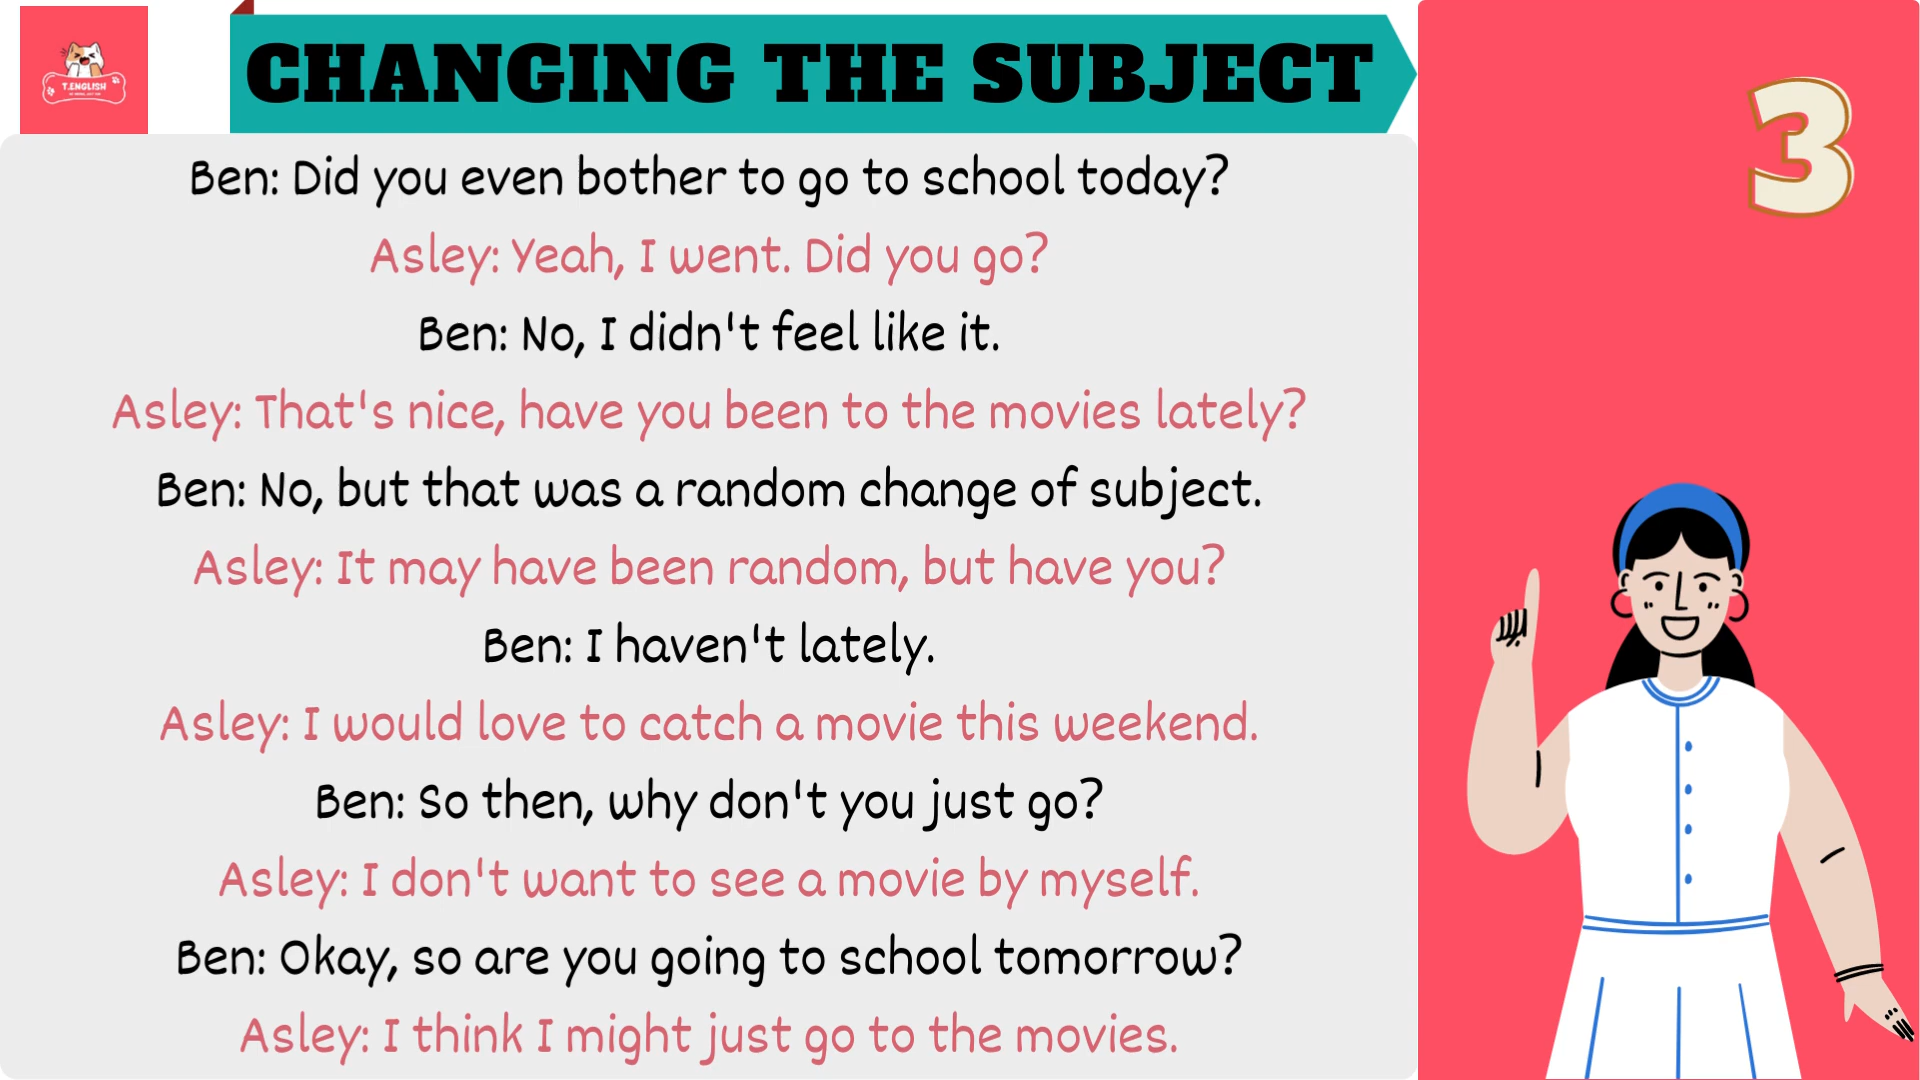 T.ENGLISH
CHANGING THE SUBJECT
3
Ben: Did you even bother to go to school today?
Asley: Yeah, I went. Did you go?
Ben: No, I didn't feel like it.
Asley: That's nice, have you been to the movies lately?
Ben: No, but that was a random change of subject.
Asley: It may have been random, but have you?
Ben: I haven't lately.
Asley: I would love to catch a movie this weekend.
Ben: So then, why don't you just go?
Asley: I don't want to see a movie by myself.
Ben: Okay, so are you going to school tomorrow?
Asley: I think I might just go to the movies.